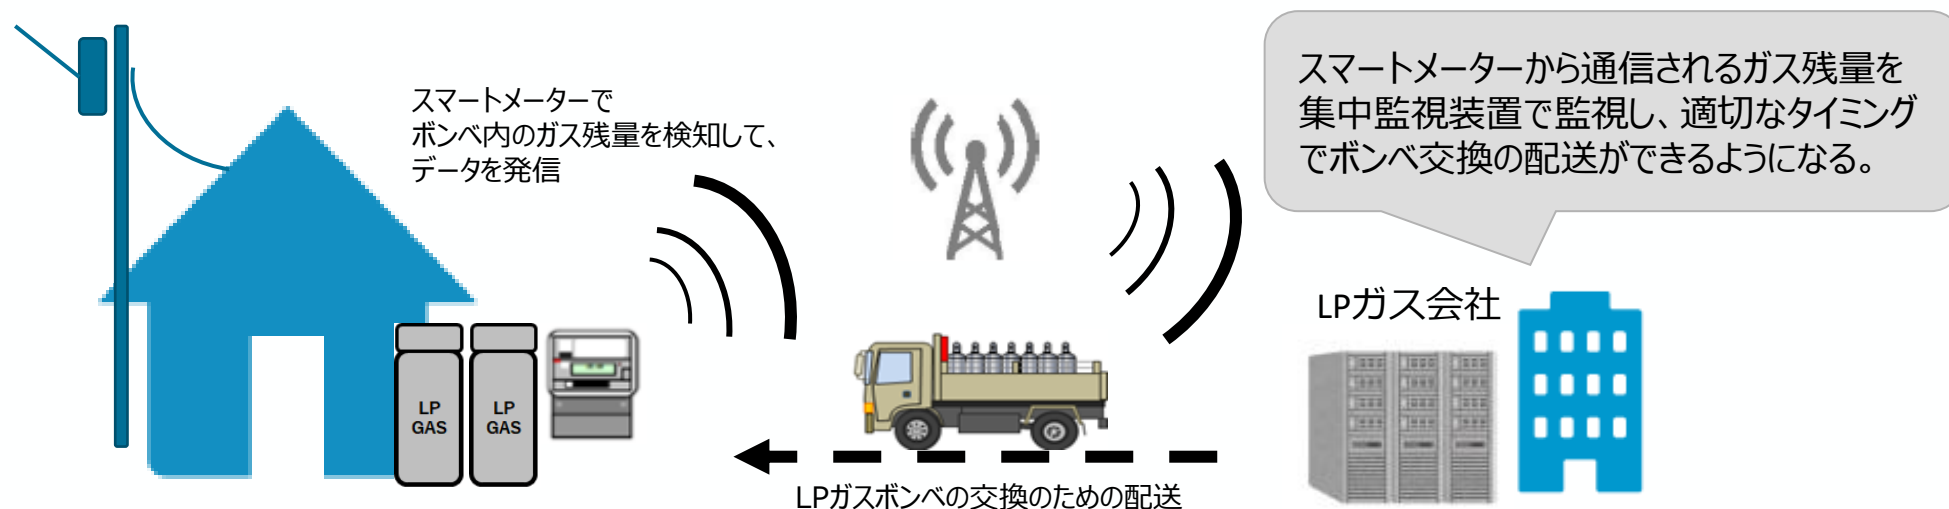 スマートメーターで
ボンベ内のガス残量を検知して、
データを発信
スマートメーターから通信されるガス残量を
集中監視装置で監視し、適切なタイミング
でボンベ交換の配送ができるようになる。
LPガス会社
LP
GAS
LP
GAS
LPガスボンベの交換のための配送